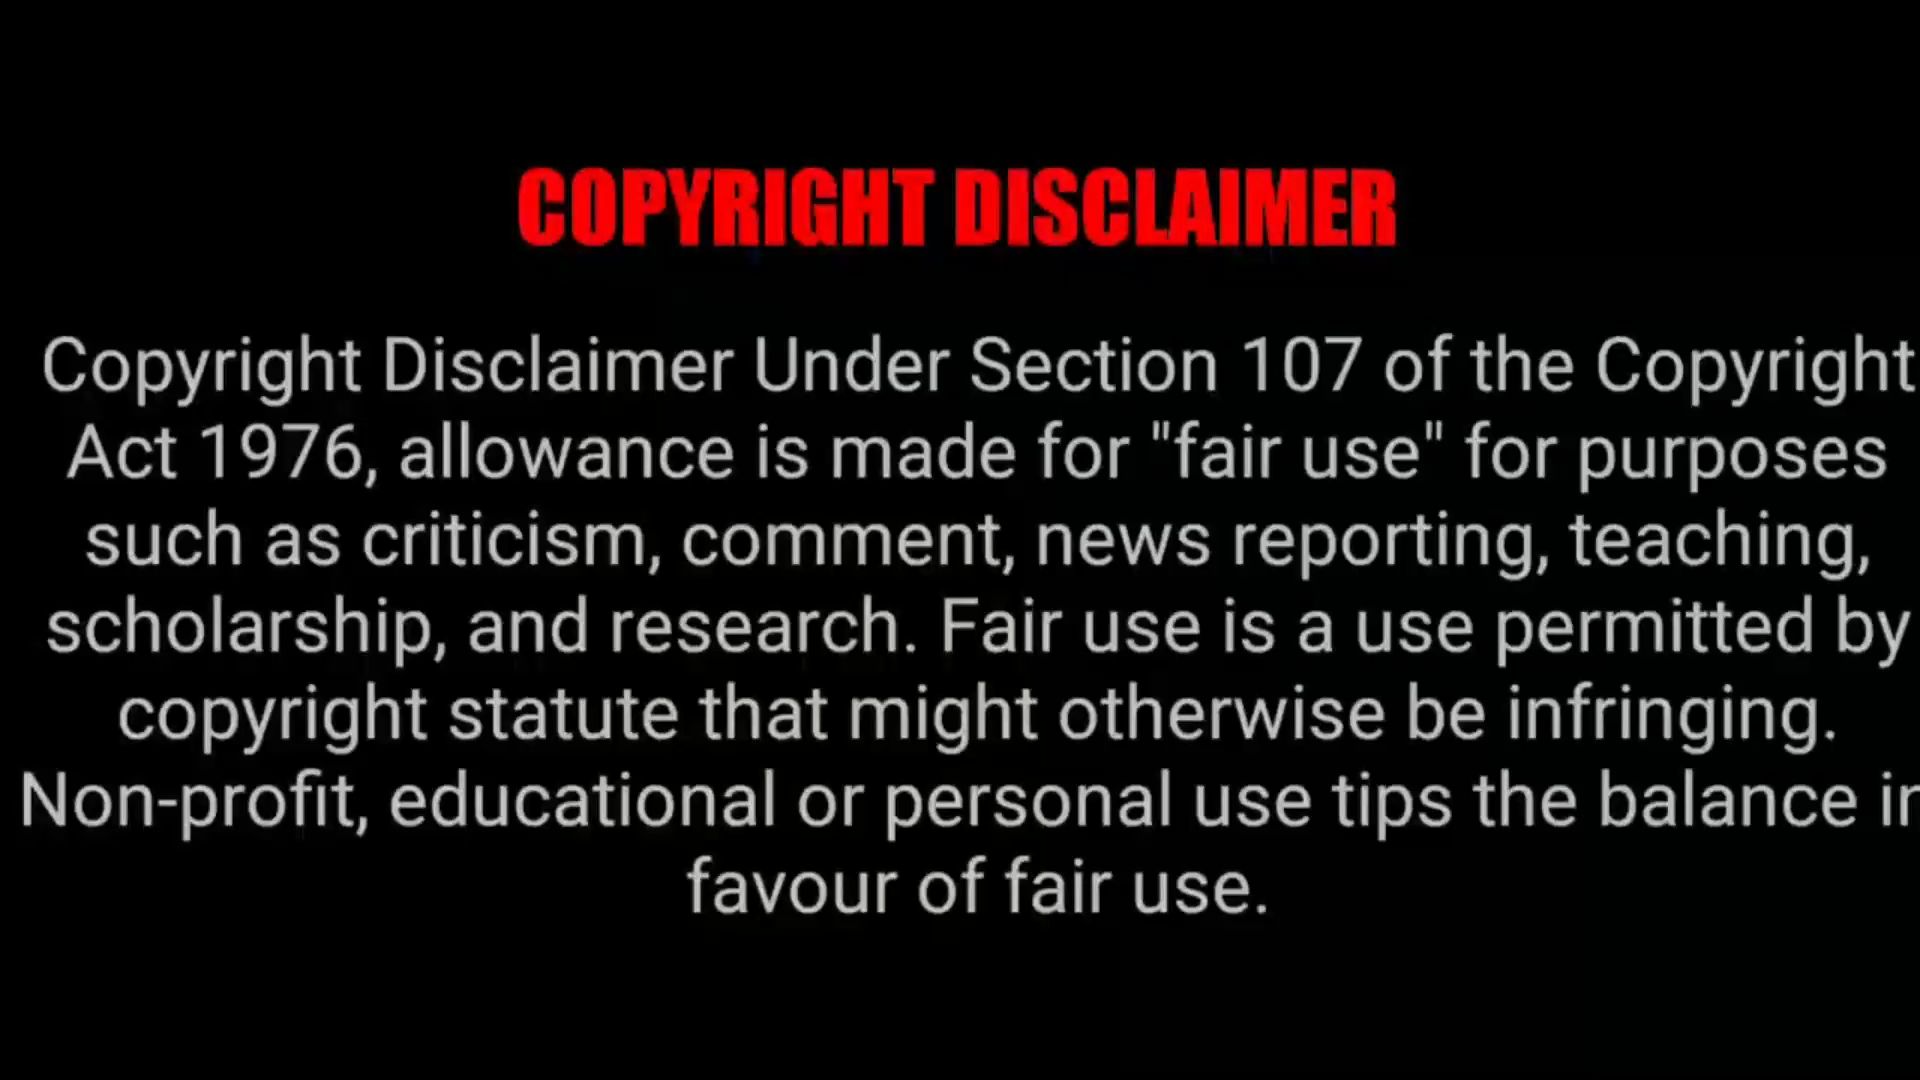 COPYRIGHT DISCLAIMER
Copyright Disclaimer Under Section 107 of the Copyright
Act 1976, allowance is made for "fair use" for purposes
such as criticism, comment, news reporting, teaching,
scholarship, and research. Fair use is a use permitted by
copyright statute that might otherwise be infringing.
Non-profit, educational or personal use tips the balance in
favour of fair use.